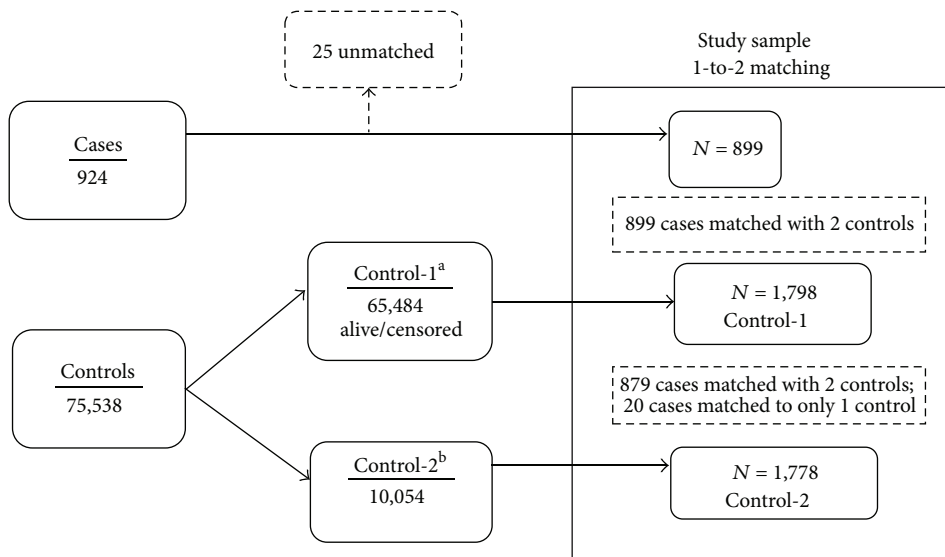 25 unmatched
Study sample
1-to-2 matching
Cases
924
N = 899
899 cases matched with 2 controls
Control-1ᵃ
65,484
alive/censored
N = 1,798
Control-1
Controls
75,538
879 cases matched with 2 controls;
20 cases matched to only 1 control
Control-2ᵇ
10,054
N = 1,778
Control-2